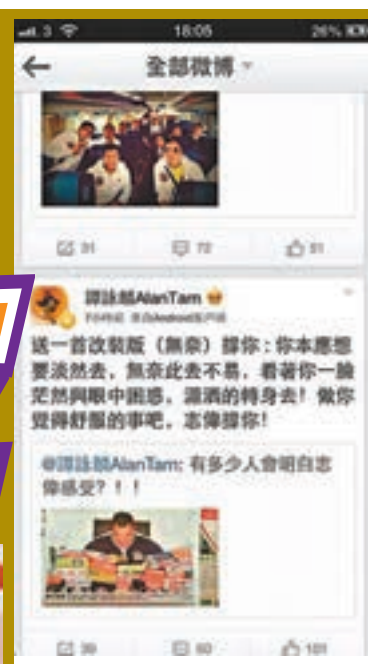 3 18:05 26%
全部微博
31 72 51
譚詠麟AlanTam
送一首改裝版（無奈）撐你：你本應想
要淡然去，無奈此去不易，看著你一臉
茫然與眼中困惑，瀟洒的轉身去！做你
覺得舒服的事吧，志偉撐你！
@譚詠麟AlanTam: 有多少人會明白志
偉感受？！！
39 60 101